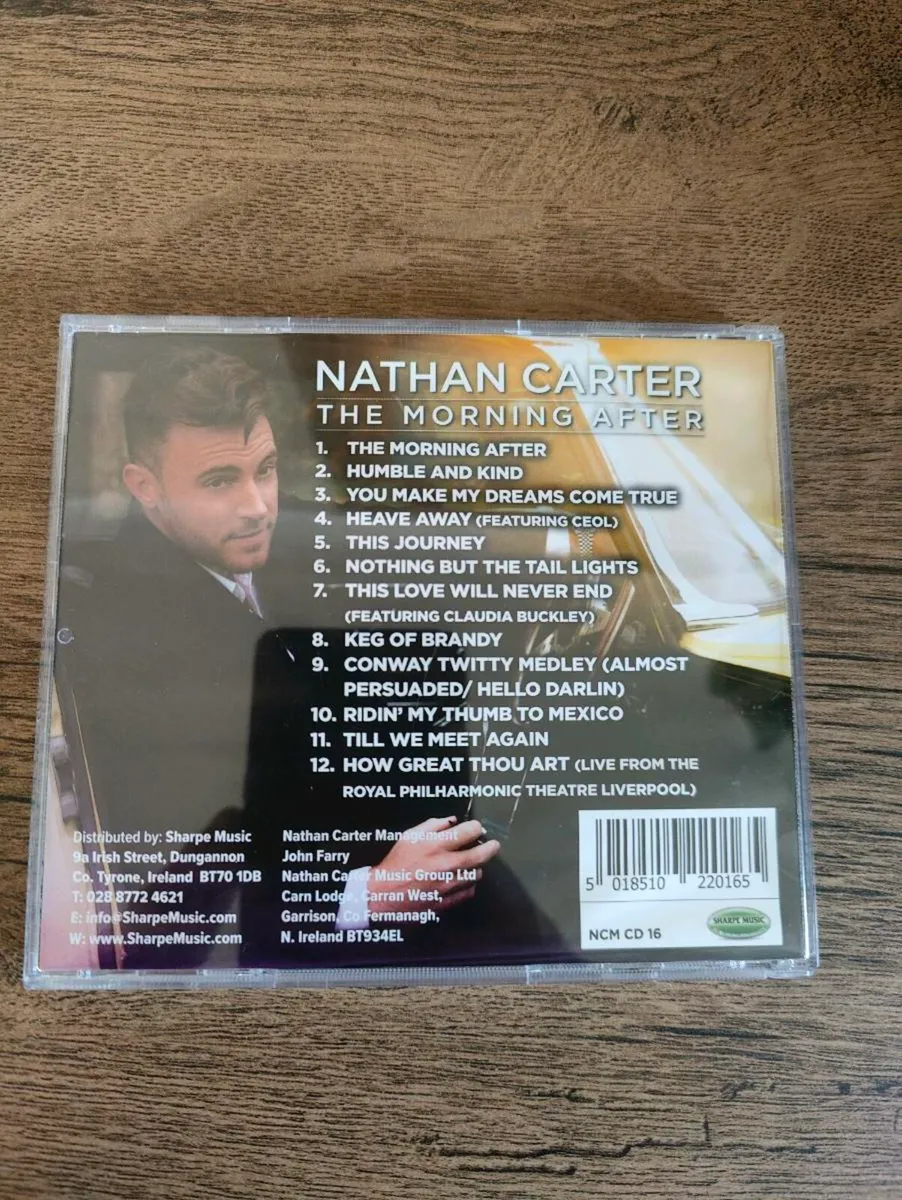 NATHAN CARTER
THE MORNING AFTER
1. THE MORNING AFTER
2. HUMBLE AND KIND
3. YOU MAKE MY DREAMS COME TRUE
4. HEAVE AWAY (FEATURING CEOL)
5. THIS JOURNEY
6. NOTHING BUT THE TAIL LIGHTS
7. THIS LOVE WILL NEVER END
(FEATURING CLAUDIA BUCKLEY)
8. KEG OF BRANDY
9. CONWAY TWITTY MEDLEY (ALMOST
PERSUADED/ HELLO DARLIN)
10. RIDIN' MY THUMB TO MEXICO
11. TILL WE MEET AGAIN
12. HOW GREAT THOU ART (LIVE FROM THE
ROYAL PHILHARMONIC THEATRE LIVERPOOL)
Distributed by: Sharpe Music
9a Irish Street, Dungannon
Co. Tyrone, Ireland BT70 1DB
T: 028 8772 4621
E: info@SharpeMusic.com
W: www.SharpeMusic.com
Nathan Carter Management
John Farry
Nathan Carter Music Group Ltd
Carn Lodge, Carran West,
Garrison, Co Fermanagh,
N. Ireland BT934EL
5 018510 220165
NCM CD 16
SHARPE MUSIC